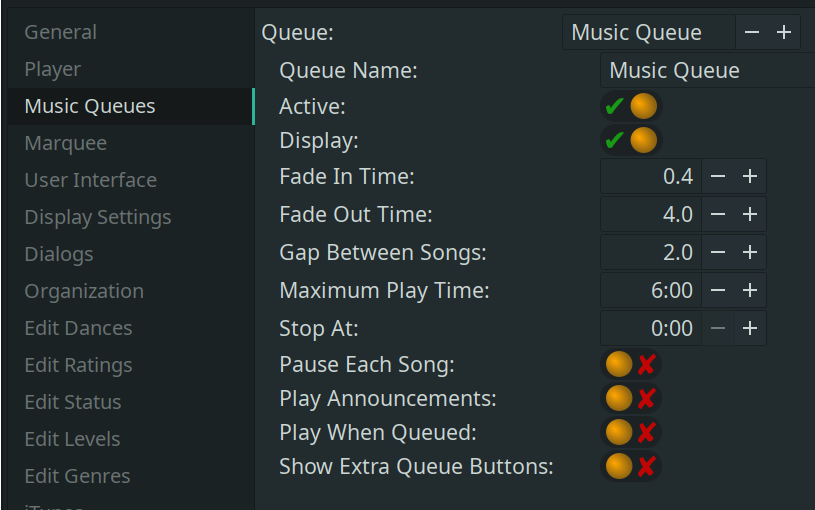 General
Player
Music Queues
Marquee
User Interface
Display Settings
Dialogs
Organization
Edit Dances
Edit Ratings
Edit Status
Edit Levels
Edit Genres
iTunes
Queue: Music Queue − +
Queue Name: Music Queue
Active: ✔
Display: ✔
Fade In Time: 0.4 − +
Fade Out Time: 4.0 − +
Gap Between Songs: 2.0 − +
Maximum Play Time: 6:00 − +
Stop At: 0:00 − +
Pause Each Song: ✘
Play Announcements: ✘
Play When Queued: ✘
Show Extra Queue Buttons: ✘